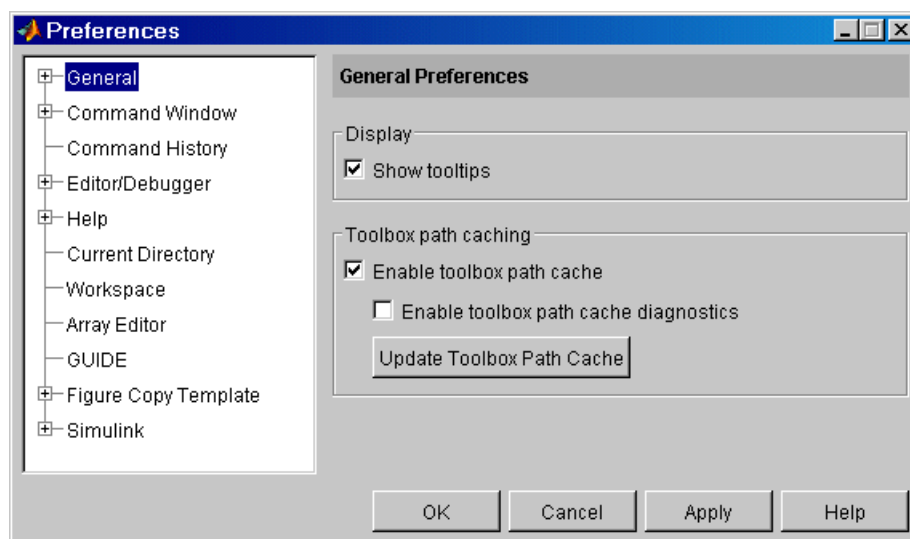 Preferences
General
Command Window
Command History
Editor/Debugger
Help
Current Directory
Workspace
Array Editor
GUIDE
Figure Copy Template
Simulink
General Preferences
Display
Show tooltips
Toolbox path caching
Enable toolbox path cache
Enable toolbox path cache diagnostics
Update Toolbox Path Cache
OK
Cancel
Apply
Help